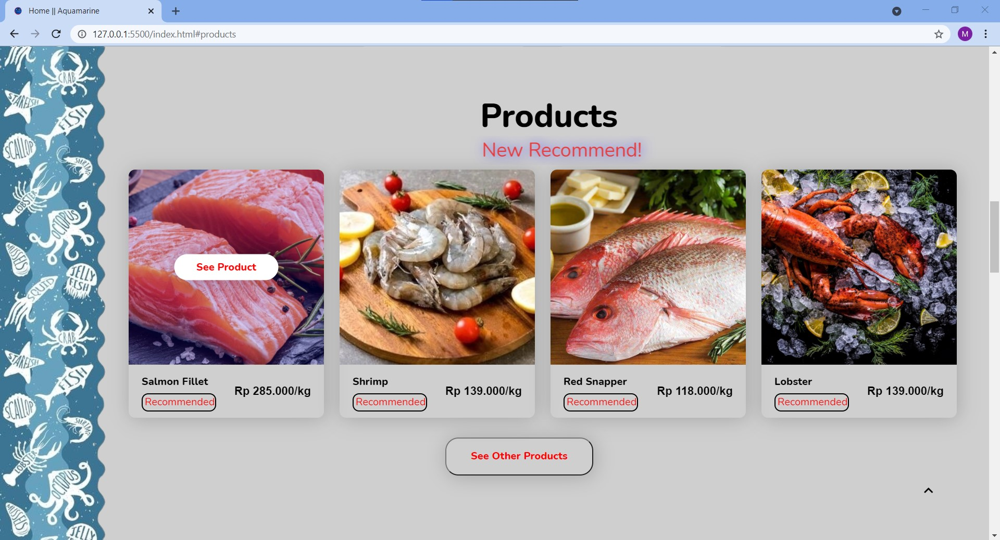 Home || Aquamarine
127.0.0.1:5500/index.html#products
M
CRAB
STARFISH
FISH
SCALLOP
SHRIMP
LOBSTER
OCTOPUS
MUSSELS
JELLY
FISH
SQUID
CRAB
STARFISH
FISH
SCALLOP
SHRIMP
LOBSTER
OCTOPUS
MUSSELS
JELLY
Products
New Recommend!
See Product
Salmon Fillet
Recommended
Rp 285.000/kg
Shrimp
Recommended
Rp 139.000/kg
Red Snapper
Recommended
Rp 118.000/kg
Lobster
Recommended
Rp 139.000/kg
See Other Products